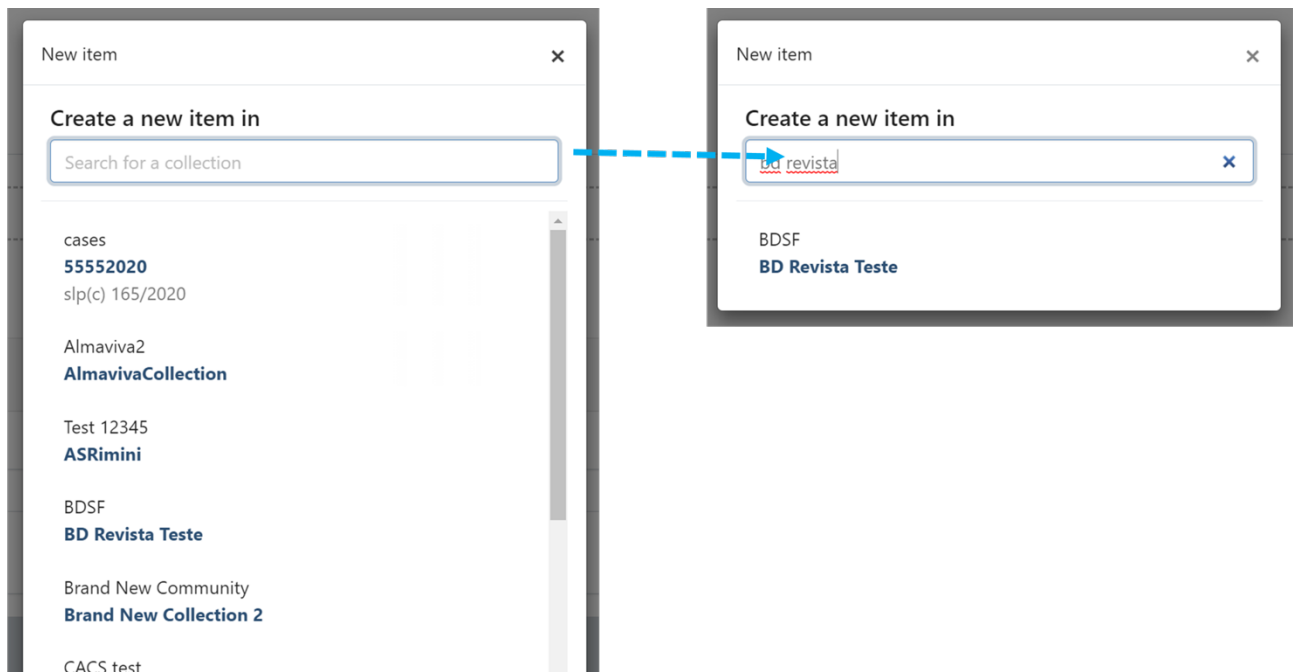 New item
Create a new item in
Search for a collection
cases
55552020
slp(c) 165/2020
Almaviva2
AlmavivaCollection
Test 12345
ASRimini
BDSF
BD Revista Teste
Brand New Community
Brand New Collection 2
CACS test
New item
Create a new item in
bd revista
BDSF
BD Revista Teste